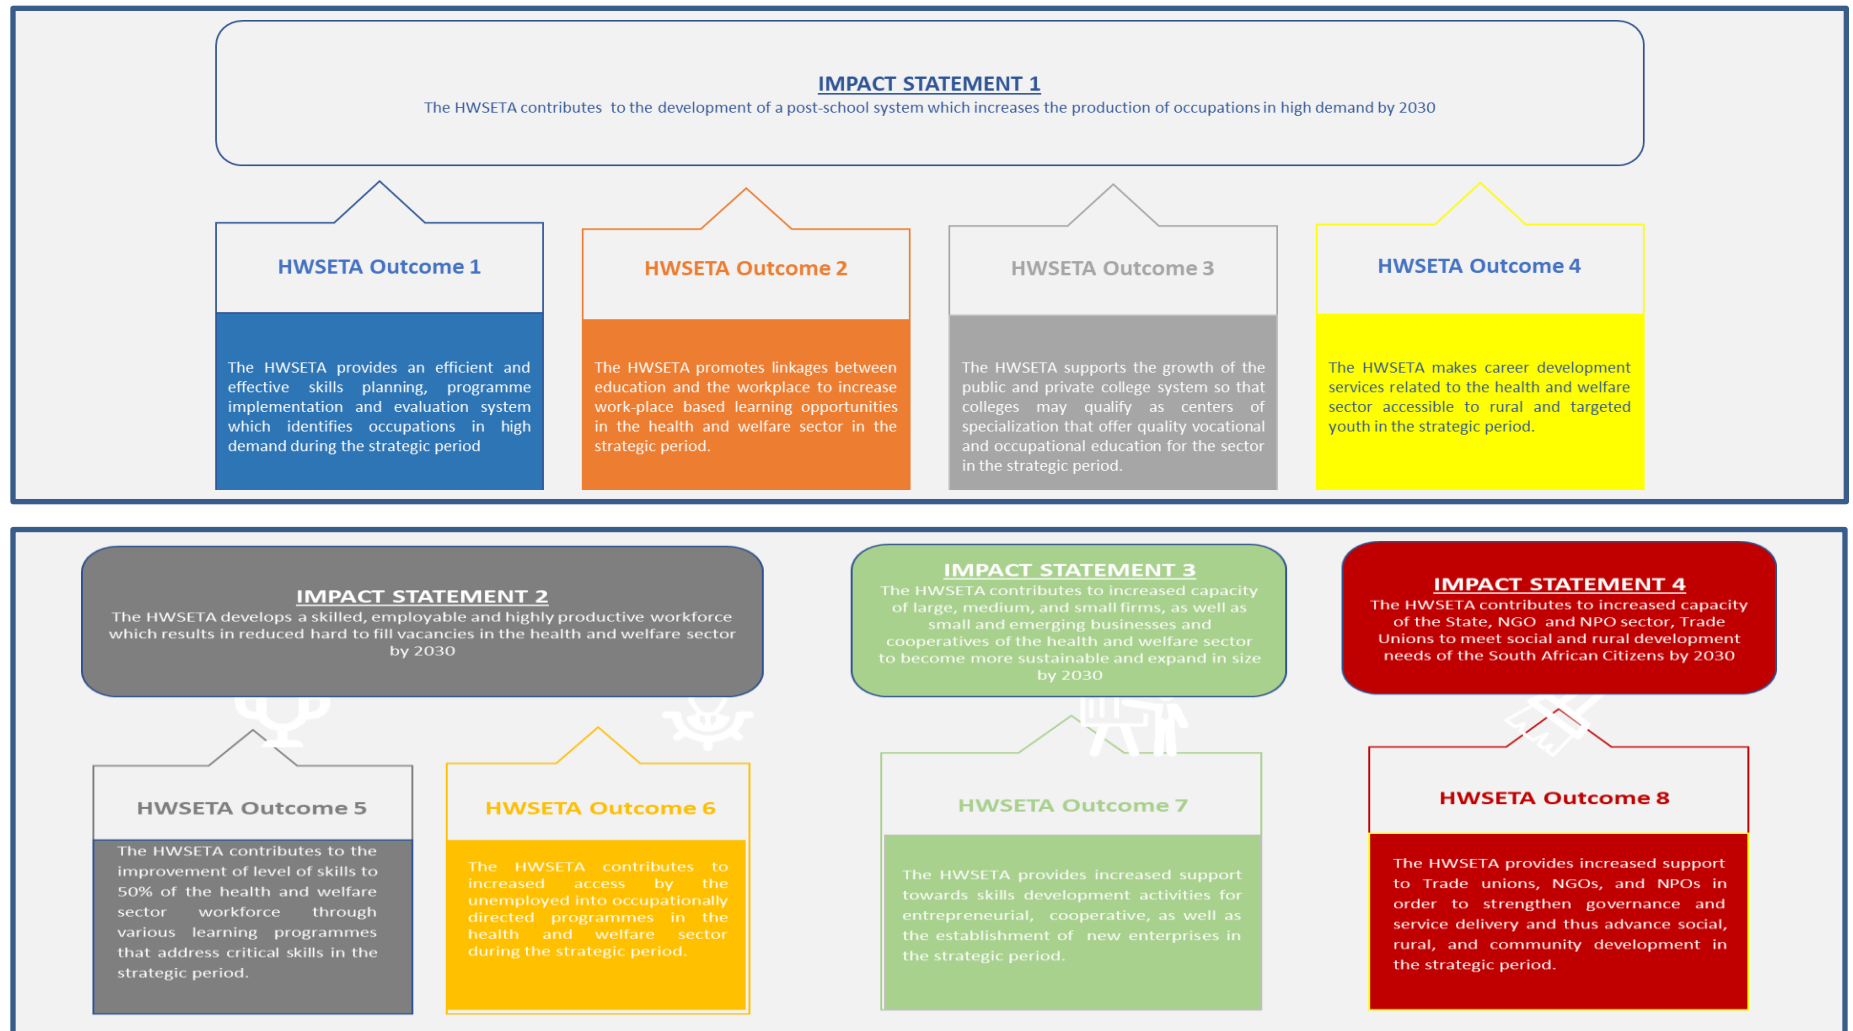 IMPACT STATEMENT 1
The HWSETA contributes to the development of a post-school system which increases the production of occupations in high demand by 2030
HWSETA Outcome 1
The HWSETA provides an efficient and
effective skills planning, programme
implementation and evaluation system
which identifies occupations in high
demand during the strategic period
HWSETA Outcome 2
The HWSETA promotes linkages between
education and the workplace to increase
work-place based learning opportunities
in the health and welfare sector in the
strategic period.
HWSETA Outcome 3
The HWSETA supports the growth of the
public and private college system so that
colleges may qualify as centers of
specialization that offer quality vocational
and occupational education for the sector
in the strategic period.
HWSETA Outcome 4
The HWSETA makes career development
services related to the health and welfare
sector accessible to rural and targeted
youth in the strategic period.
IMPACT STATEMENT 2
The HWSETA develops a skilled, employable and highly productive workforce
which results in reduced hard to fill vacancies in the health and welfare sector
by 2030
IMPACT STATEMENT 3
The HWSETA contributes to increased capacity
of large, medium, and small firms, as well as
small and emerging businesses and
cooperatives of the health and welfare sector
to become more sustainable and expand in size
by 2030
IMPACT STATEMENT 4
The HWSETA contributes to increased capacity
of the State, NGO and NPO sector, Trade
Unions to meet social and rural development
needs of the South African Citizens by 2030
HWSETA Outcome 5
The HWSETA contributes to the
improvement of level of skills to
50% of the health and welfare
sector workforce through
various learning programmes
that address critical skills in the
strategic period.
HWSETA Outcome 6
The HWSETA contributes to
increased access by the
unemployed into occupationally
directed programmes in the
health and welfare sector
during the strategic period.
HWSETA Outcome 7
The HWSETA provides increased support
towards skills development activities for
entrepreneurial, cooperative, as well as
the establishment of new enterprises in
the strategic period.
HWSETA Outcome 8
The HWSETA provides increased support
to Trade unions, NGOs, and NPOs in
order to strengthen governance and
service delivery and thus advance social,
rural, and community development in
the strategic period.